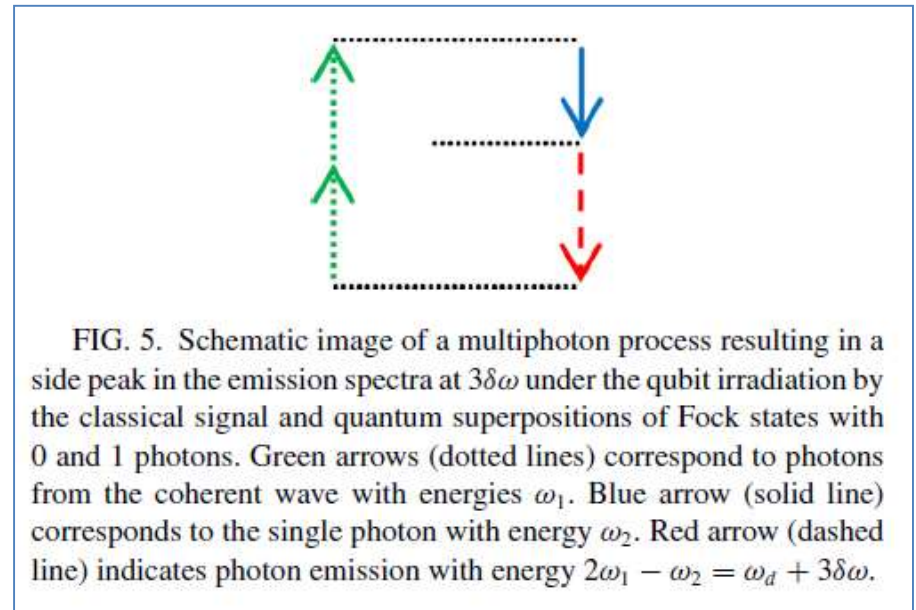 FIG. 5. Schematic image of a multiphoton process resulting in a
side peak in the emission spectra at 3δω under the qubit irradiation by
the classical signal and quantum superpositions of Fock states with
0 and 1 photons. Green arrows (dotted lines) correspond to photons
from the coherent wave with energies ω₁. Blue arrow (solid line)
corresponds to the single photon with energy ω₂. Red arrow (dashed
line) indicates photon emission with energy 2ω₁ − ω₂ = ω_d + 3δω.